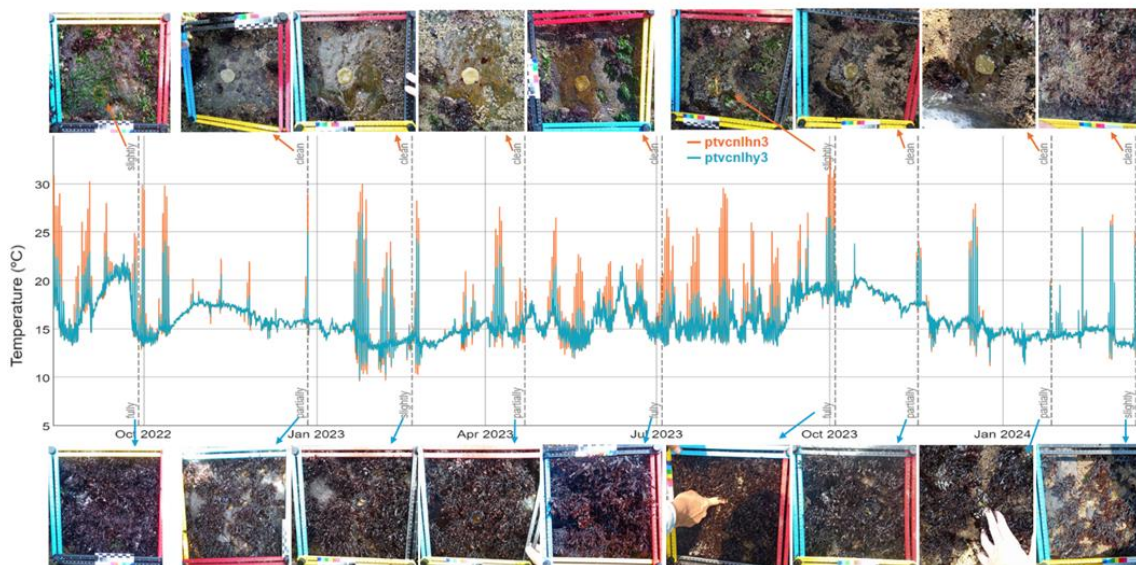 slightly
clean
clean
clean
clean
slightly
clean
clean
clean
ptvcnlhn3
ptvcnlhy3
Temperature (°C)
30
25
20
15
10
5
fully
partially
slightly
partially
fully
fully
partially
partially
slightly
Oct 2022
Jan 2023
Apr 2023
Jul 2023
Oct 2023
Jan 2024